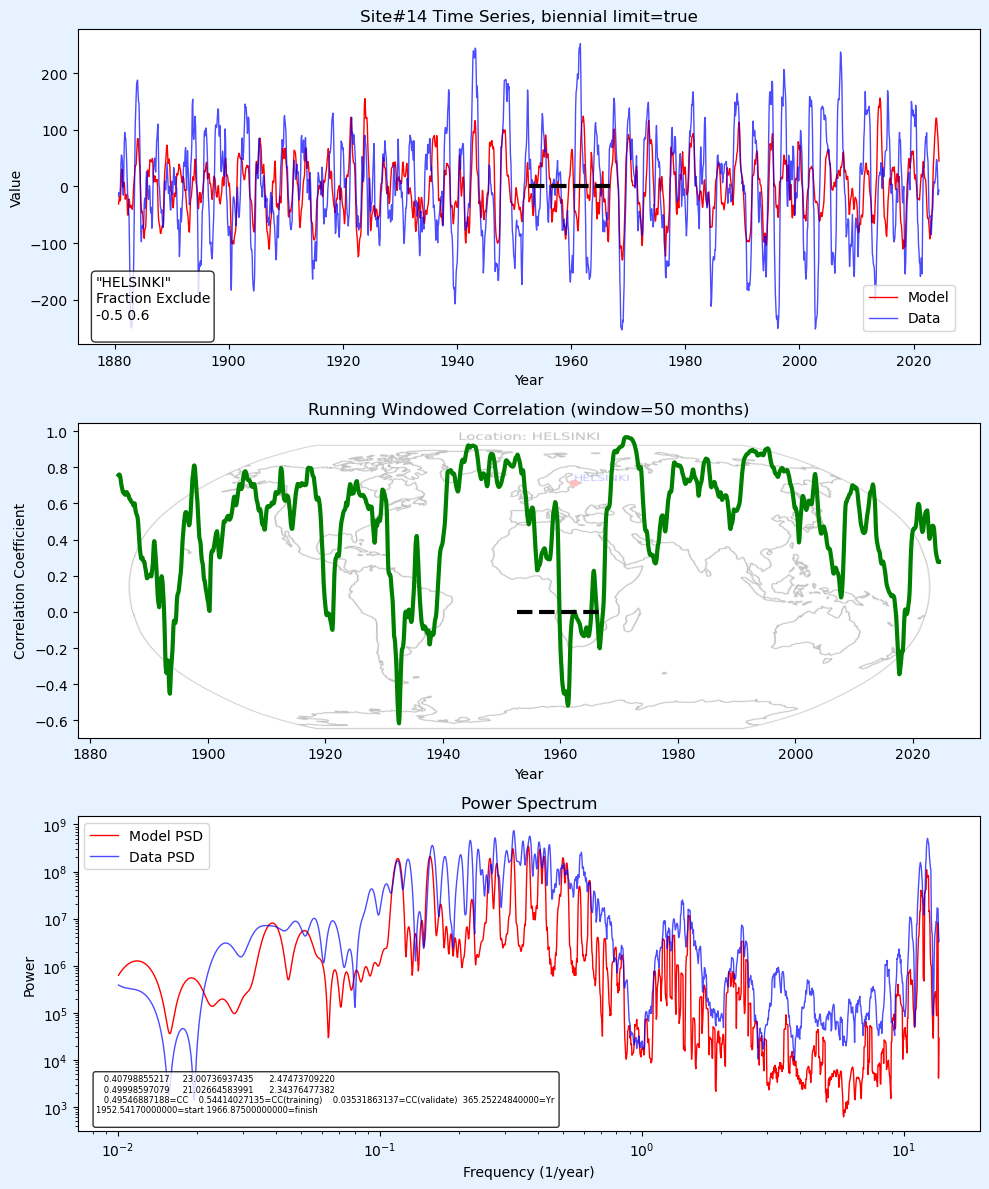 Site#14 Time Series, biennial limit=true
Value
200
100
0
−100
−200
"HELSINKI"
Fraction Exclude
-0.5 0.6
Model
Data
1880 1900 1920 1940 1960 1980 2000 2020
Year
Running Windowed Correlation (window=50 months)
Correlation Coefficient
1.0
0.8
0.6
0.4
0.2
0.0
−0.2
−0.4
−0.6
Location: HELSINKI
HELSINKI
1880 1900 1920 1940 1960 1980 2000 2020
Year
Power Spectrum
Power
10^9
10^8
10^7
10^6
10^5
10^4
10^3
Model PSD
Data PSD
0.40798855217 23.00736937435 2.47473709220
0.49998597079 21.02664583991 2.34376477382
0.49546887188=CC 0.54414027135=CC(training) 0.03531863137=CC(validate) 365.25224840000=Yr
1952.54170000000=start 1966.87500000000=finish
10^−2 10^−1 10^0 10^1
Frequency (1/year)